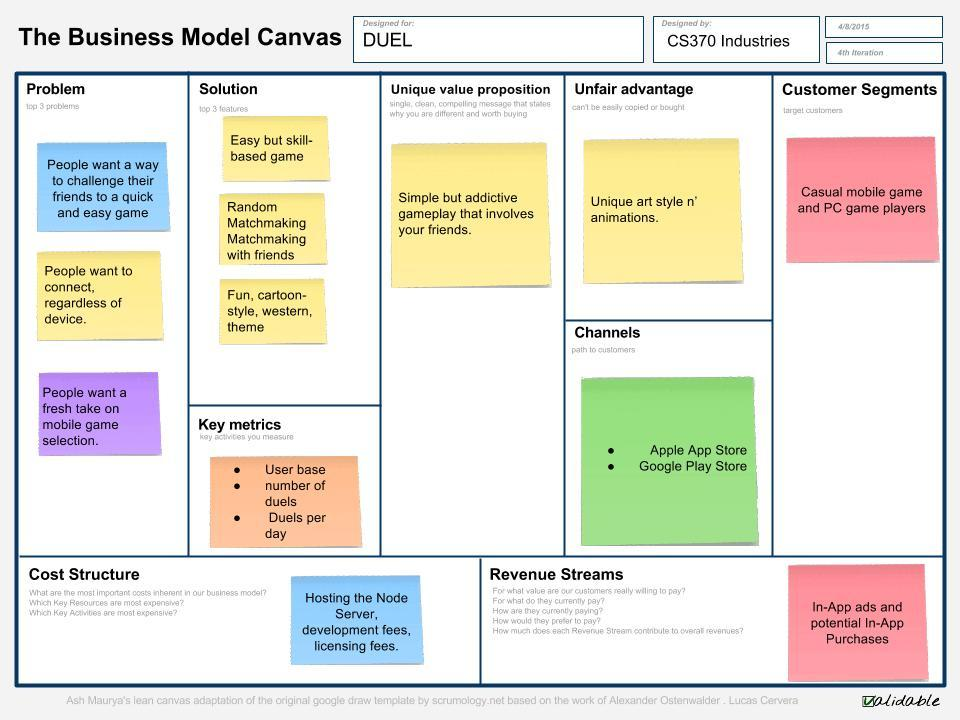 The Business Model Canvas
Designed for:
DUEL
Designed by:
CS370 Industries
4/8/2015
4th Iteration
Problem
top 3 problems
People want a way
to challenge their
friends to a quick
and easy game
People want to
connect,
regardless of
device.
People want a
fresh take on
mobile game
selection.
Solution
top 3 features
Easy but skill-
based game
Random
Matchmaking
Matchmaking
with friends
Fun, cartoon-
style, western,
theme
Key metrics
key activities you measure
● User base
● number of
duels
● Duels per
day
Unique value proposition
single, clean, compelling message that states
why you are different and worth buying
Simple but addictive
gameplay that involves
your friends.
Unfair advantage
can't be easily copied or bought
Unique art style n’
animations.
Channels
path to customers
● Apple App Store
● Google Play Store
Customer Segments
target customers
Casual mobile game
and PC game players
Cost Structure
What are the most important costs inherent in our business model?
Which Key Resources are most expensive?
Which Key Activities are most expensive?
Hosting the Node
Server,
development fees,
licensing fees.
Revenue Streams
For what value are our customers really willing to pay?
For what do they currently pay?
How are they currently paying?
How would they prefer to pay?
How much does each Revenue Stream contribute to overall revenues?
In-App ads and
potential In-App
Purchases
Ash Maurya's lean canvas adaptation of the original google draw template by scrumology.net based on the work of Alexander Ostenwalder . Lucas Cervera
Validable